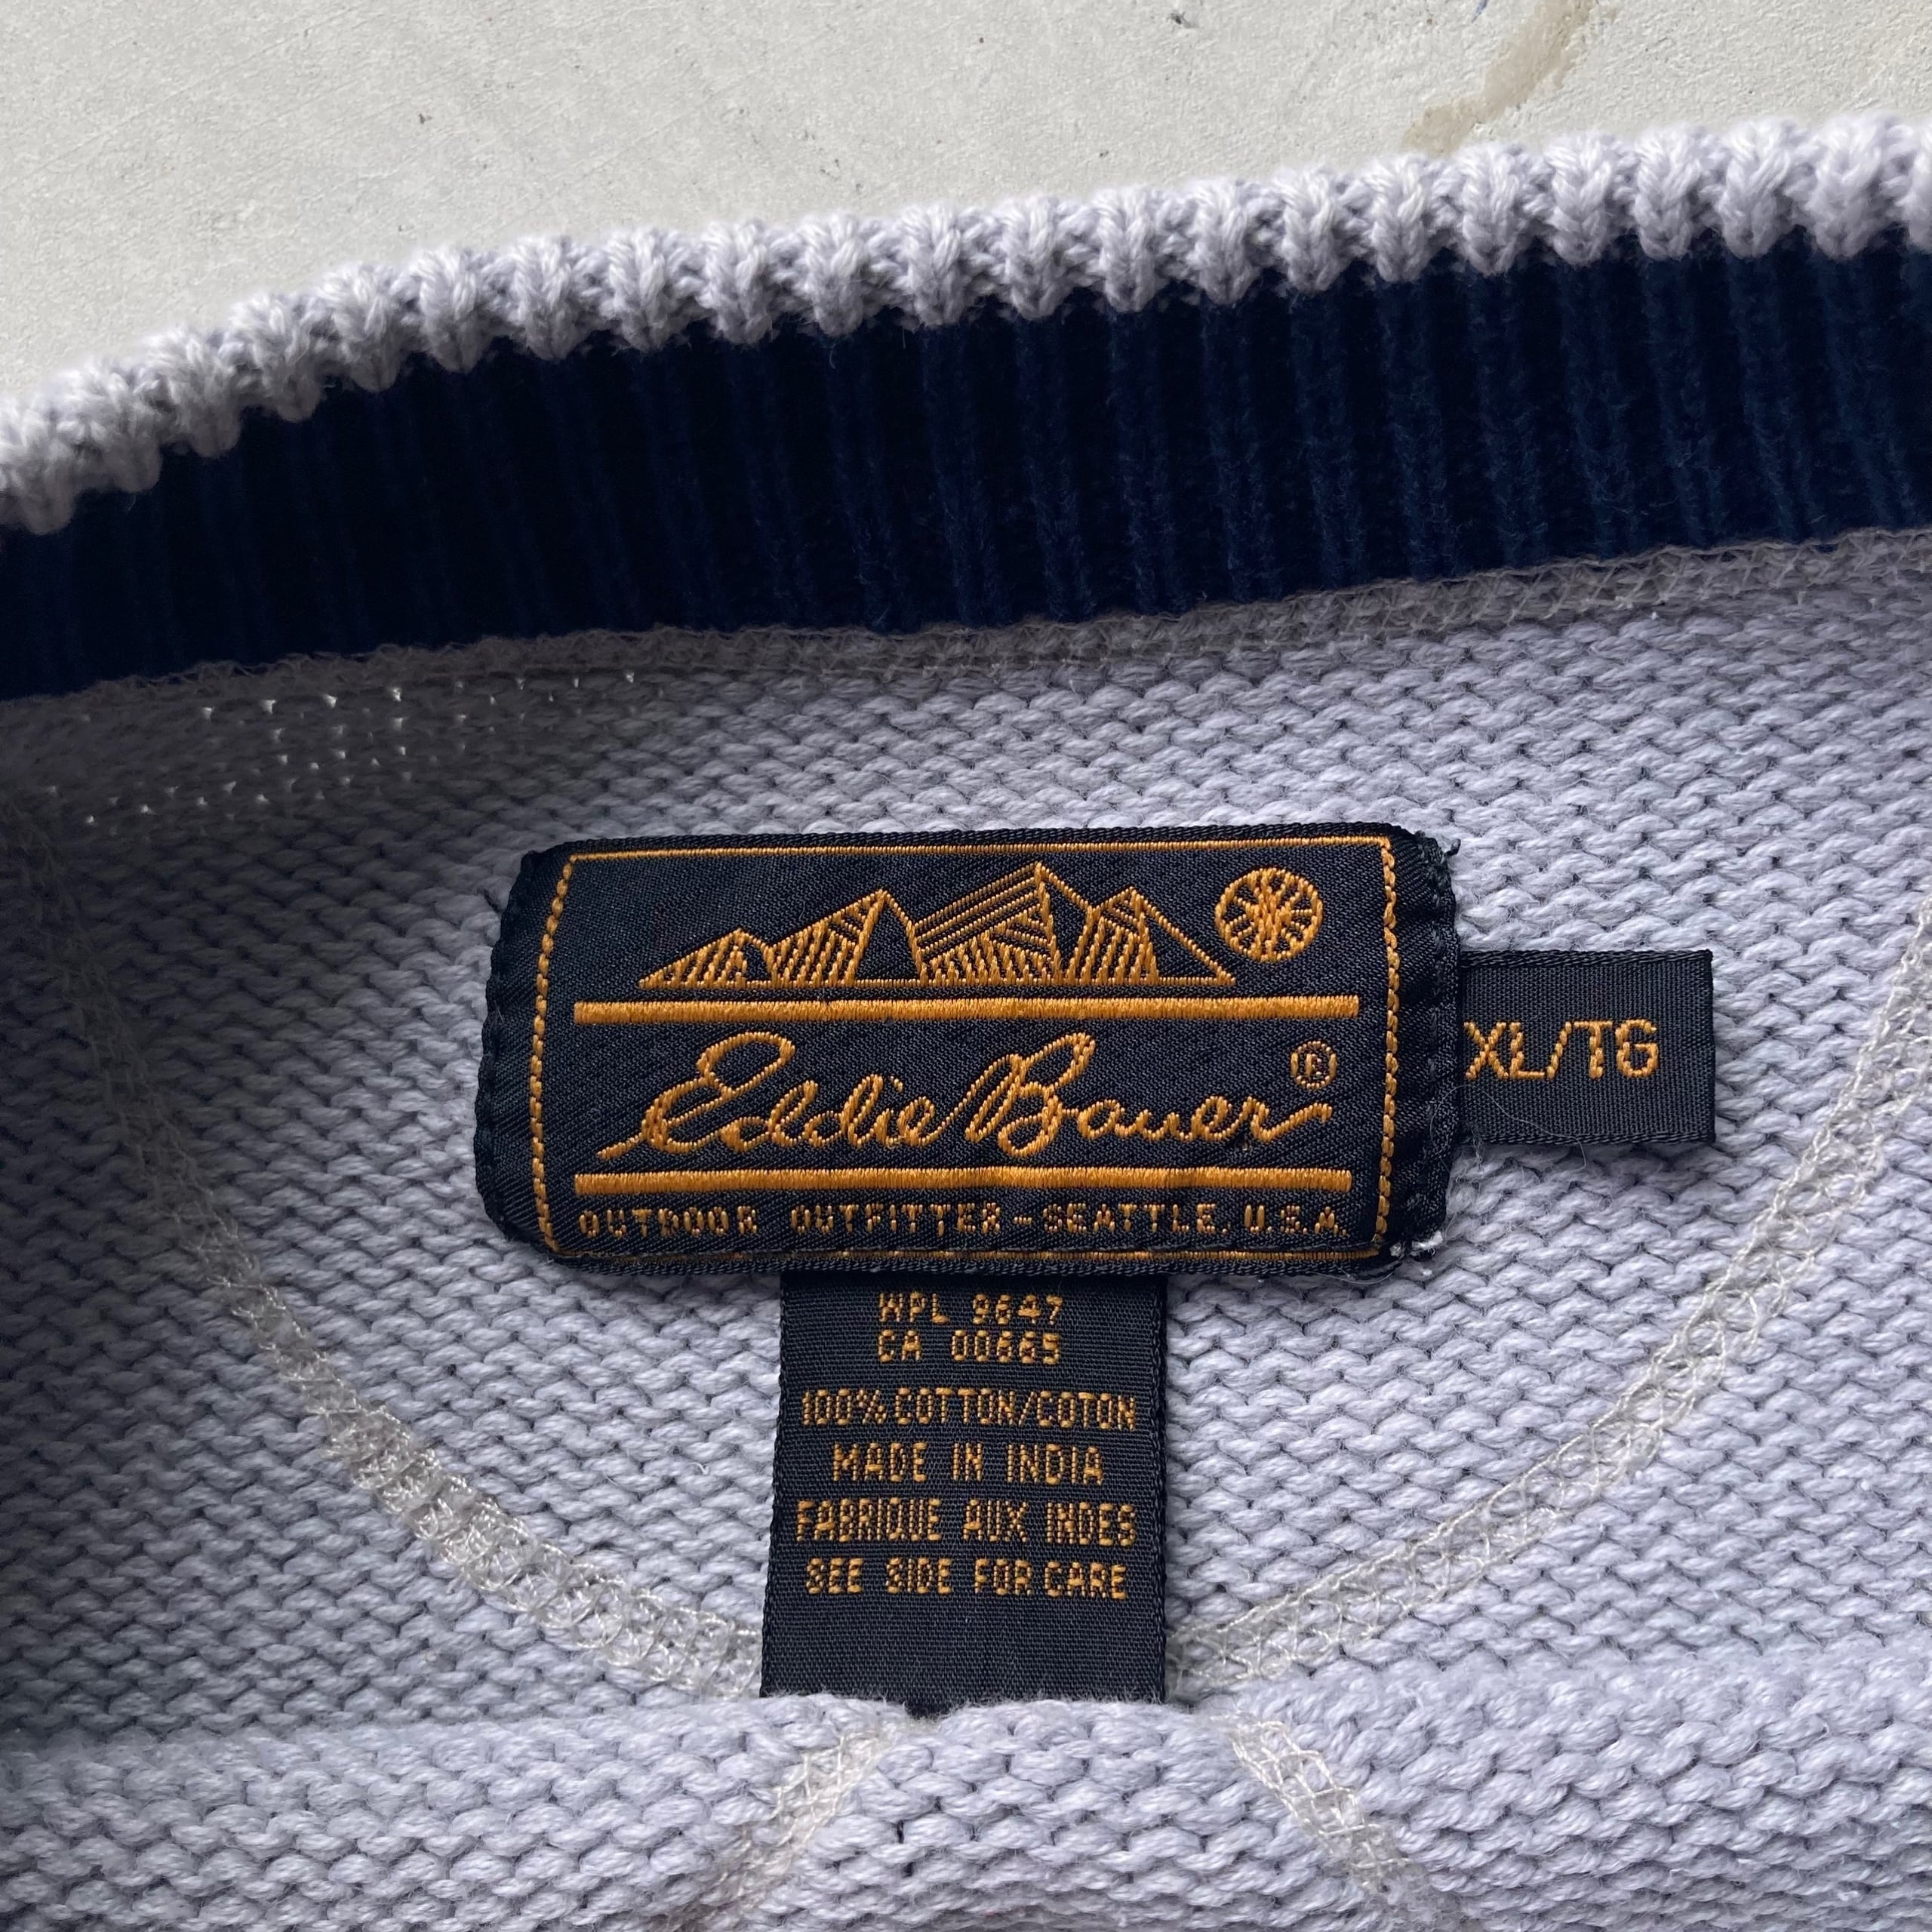 Eddie Bauer®
OUTDOOR OUTFITTER-SEATTLE, U.S.A.
XL/TG
WPL 9647
CA 00665
100% COTTON/COTON
MADE IN INDIA
FABRIQUE AUX INDES
SEE SIDE FOR CARE